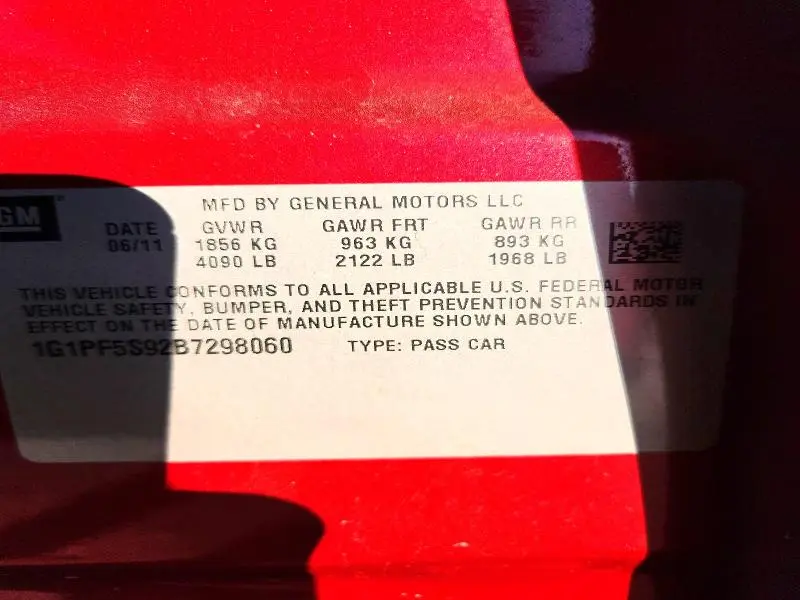 GM
MFD BY GENERAL MOTORS LLC
DATE GVWR GAWR FRT GAWR RR
06/11 1856 KG 963 KG 893 KG
4090 LB 2122 LB 1968 LB
THIS VEHICLE CONFORMS TO ALL APPLICABLE U.S. FEDERAL MOTOR
VEHICLE SAFETY, BUMPER, AND THEFT PREVENTION STANDARDS IN
EFFECT ON THE DATE OF MANUFACTURE SHOWN ABOVE.
1G1PF5S92B7298060 TYPE: PASS CAR